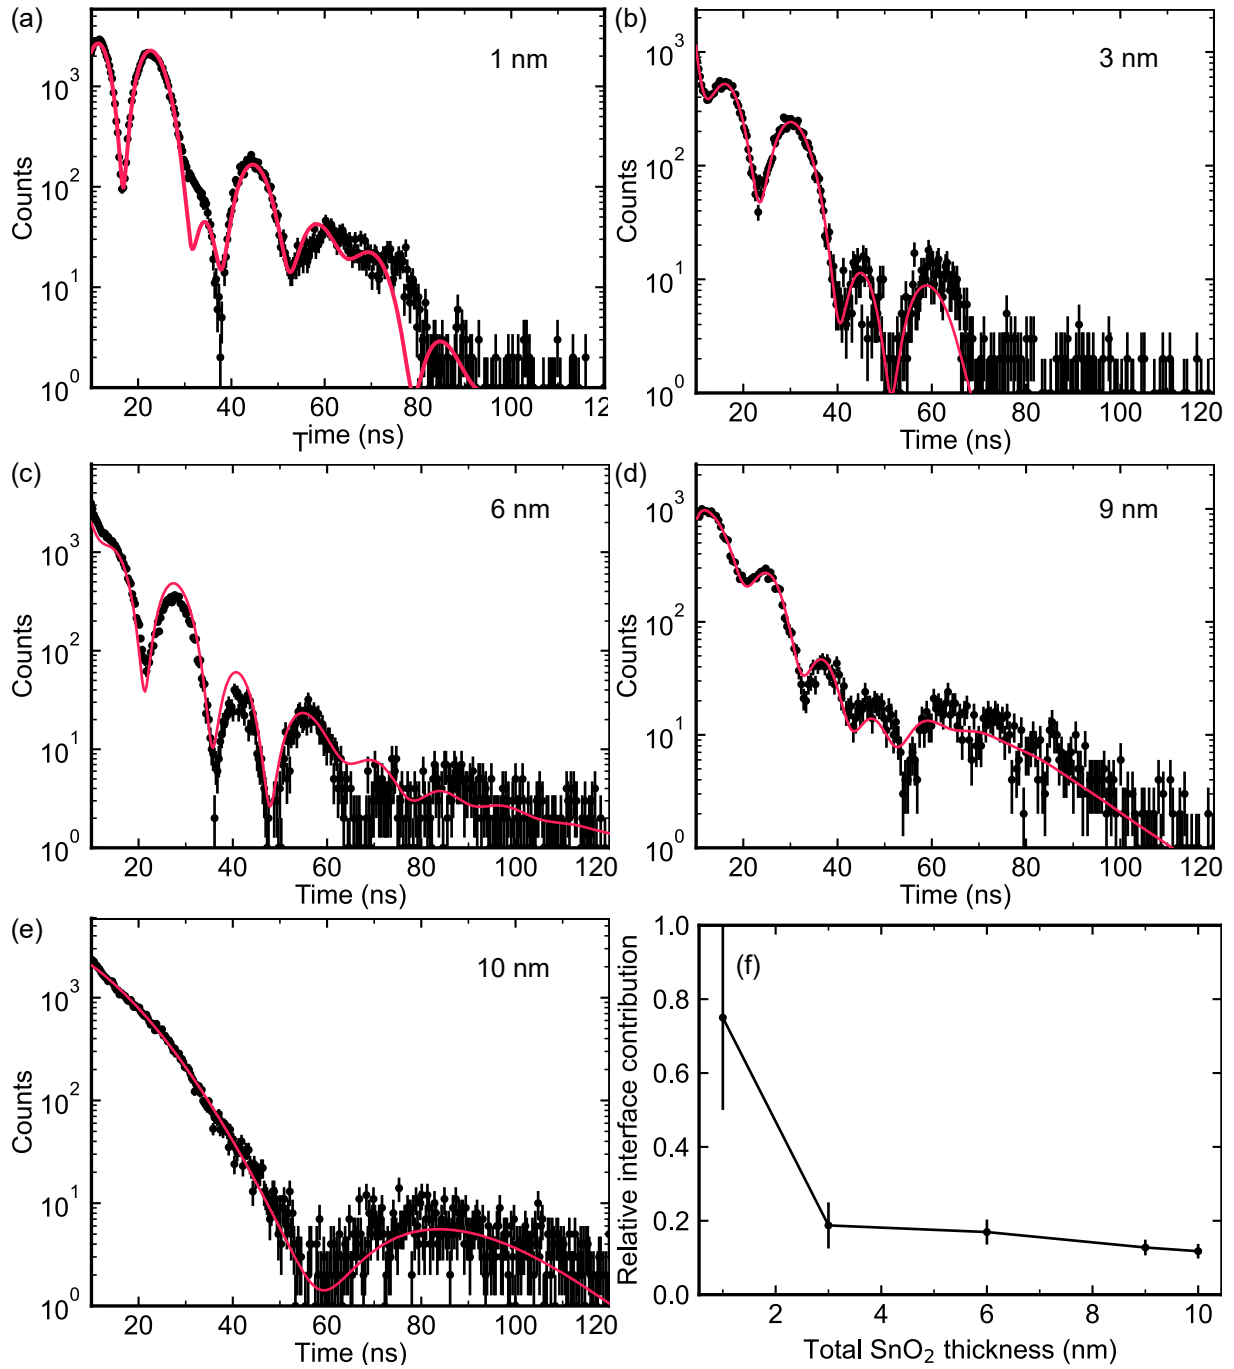 (a)
1 nm
Counts
10^3
10^2
10^1
10^0
20 40 60 80 100 120
Time (ns)
(b)
3 nm
Counts
10^3
10^2
10^1
10^0
20 40 60 80 100 120
Time (ns)
(c)
6 nm
Counts
10^3
10^2
10^1
10^0
20 40 60 80 100 120
Time (ns)
(d)
9 nm
Counts
10^3
10^2
10^1
10^0
20 40 60 80 100 120
Time (ns)
(e)
10 nm
Counts
10^3
10^2
10^1
10^0
20 40 60 80 100 120
Time (ns)
(f)
Relative interface contribution
1.0
0.8
0.6
0.4
0.2
0.0
2 4 6 8 10
Total SnO₂ thickness (nm)